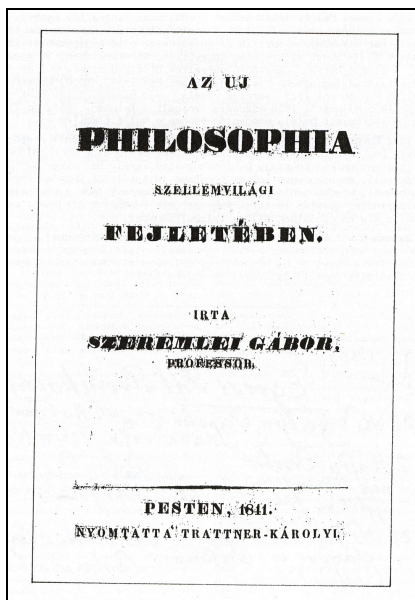 AZ UJ
PHILOSOPHIA
SZELLEMVILÁGI
FEJLETÉBEN.
IRTA
SZEREMLEI GÁBOR,
PROFESSOR.
PESTEN, 1841.
NYOMTATTA TRATTNER-KÁROLYI.